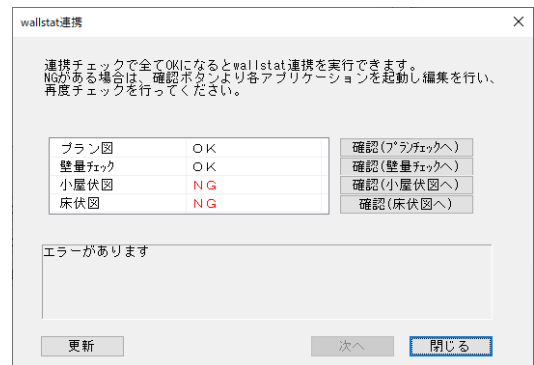 wallstat連携
連携チェックで全てOKになるとwallstat連携を実行できます。
NGがある場合は、確認ボタンより各アプリケーションを起動し編集を行い、
再度チェックを行ってください。
プラン図 OK 確認(プランチェックへ)
壁量チェック OK 確認(壁量チェックへ)
小屋伏図 NG 確認(小屋伏図へ)
床伏図 NG 確認(床伏図へ)
エラーがあります
更新 次へ 閉じる